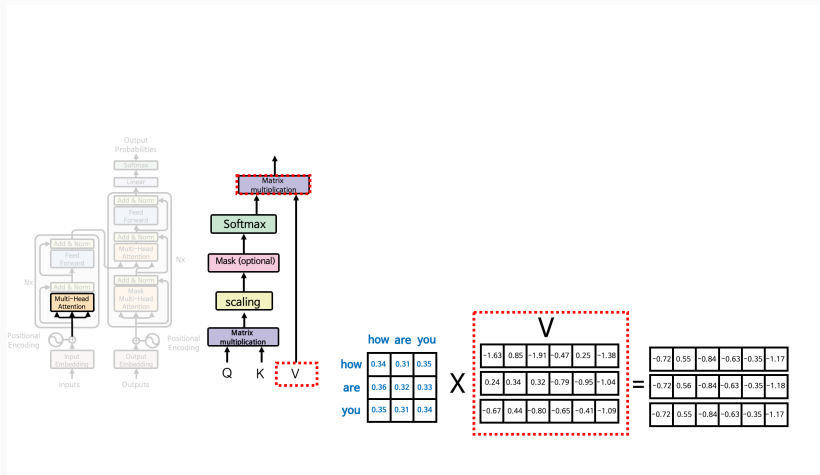 Output
Probabilities
Softmax
Linear
Add & Norm
Feed
Forward
Add & Norm
Multi-Head
Attention
Add & Norm
Mask
Multi-Head
Attention
Nx
Add & Norm
Feed
Forward
Nx
Add & Norm
Multi-Head
Attention
Positional
Encoding
Positional
Encoding
Input
Embedding
Output
Embedding
Inputs
Outputs
Matrix
multiplication
Softmax
Mask (optional)
scaling
Matrix
multiplication
Q K V
how are you
how 0.34 0.31 0.35
are 0.36 0.32 0.33
you 0.35 0.31 0.34
X
V
-1.63 0.85 -1.91 -0.47 0.25 -1.38
0.24 0.34 0.32 -0.79 -0.95 -1.04
-0.67 0.44 -0.80 -0.65 -0.41 -1.09
=
-0.72 0.55 -0.84 -0.63 -0.35 -1.17
-0.72 0.56 -0.84 -0.63 -0.35 -1.18
-0.72 0.55 -0.84 -0.63 -0.35 -1.17